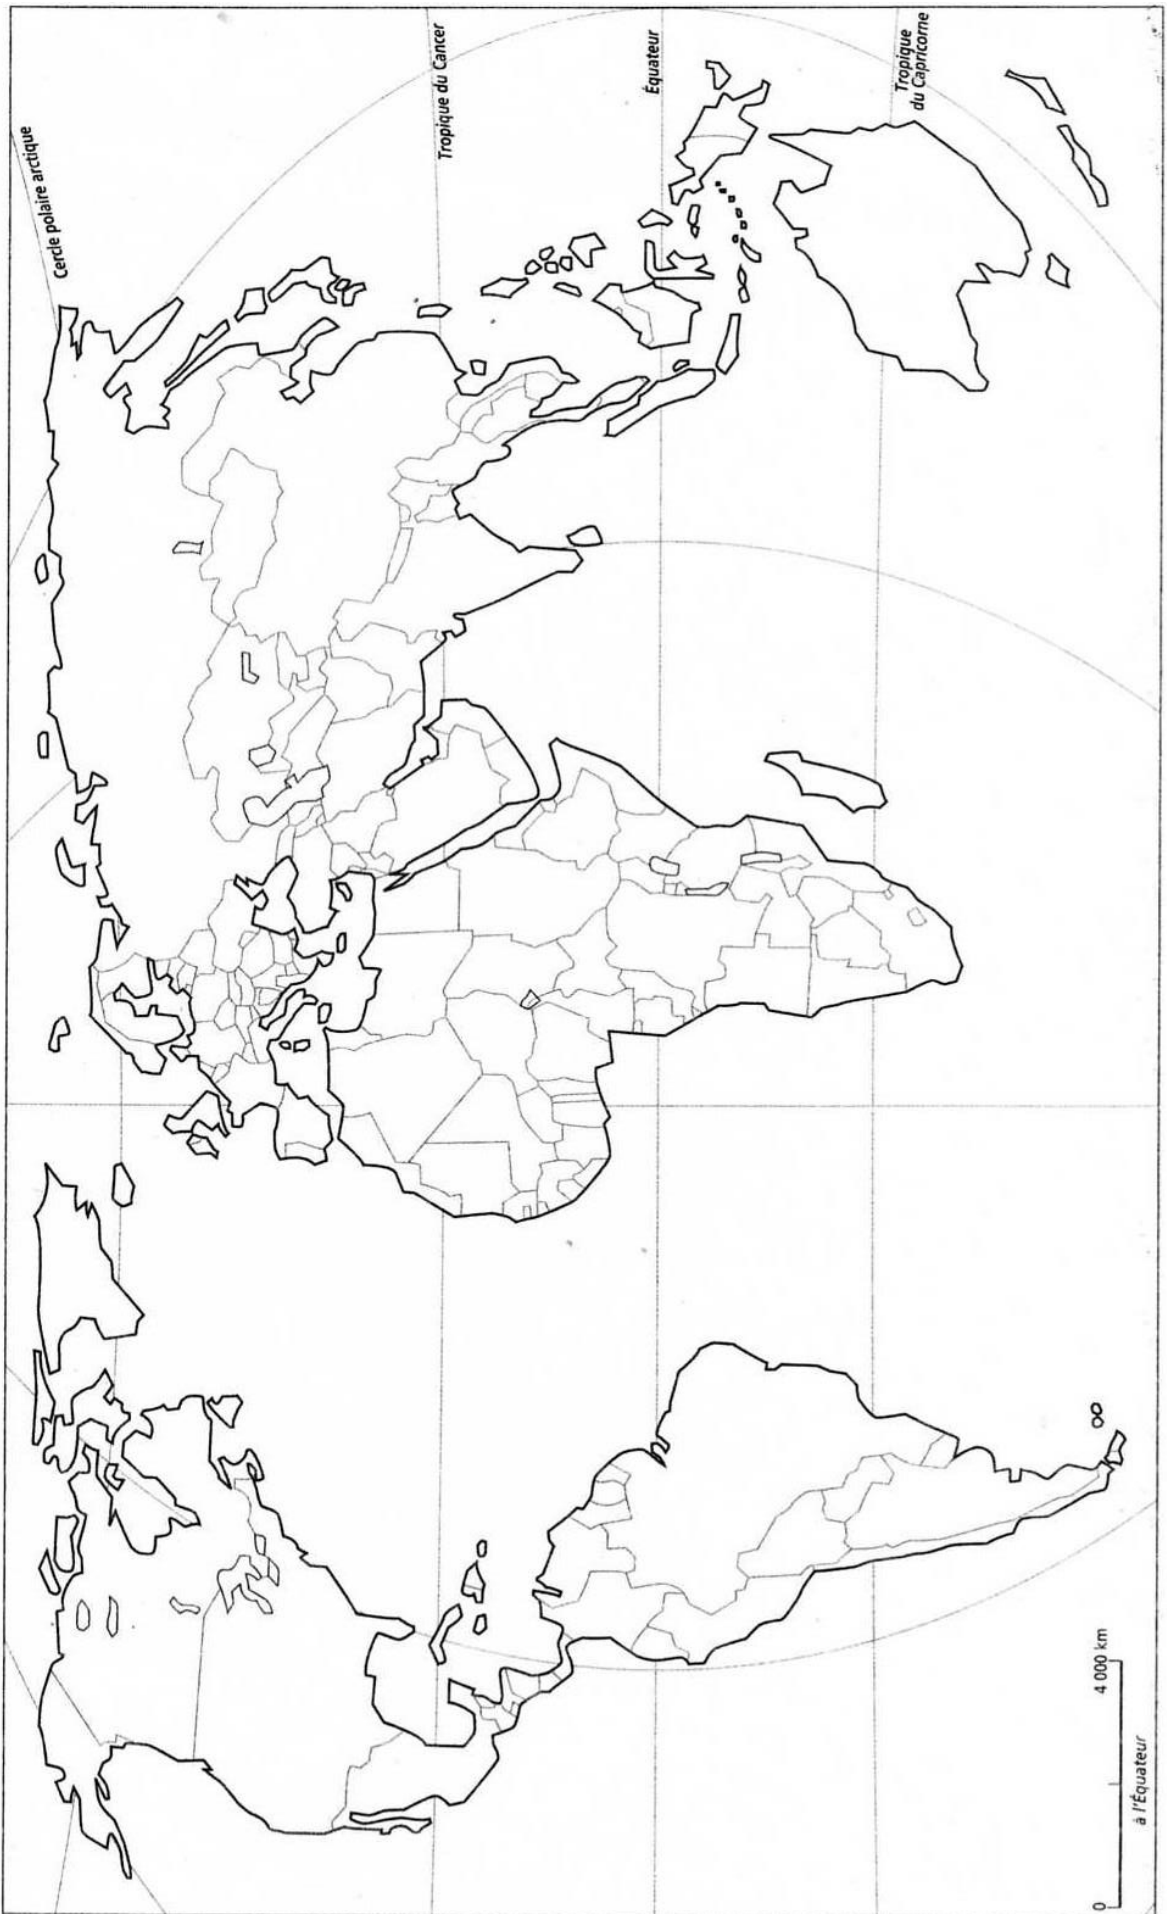 Cercle polaire arctique
Tropique du Cancer
Équateur
Tropique
du Capricorne
0
4 000 km
à l'Équateur